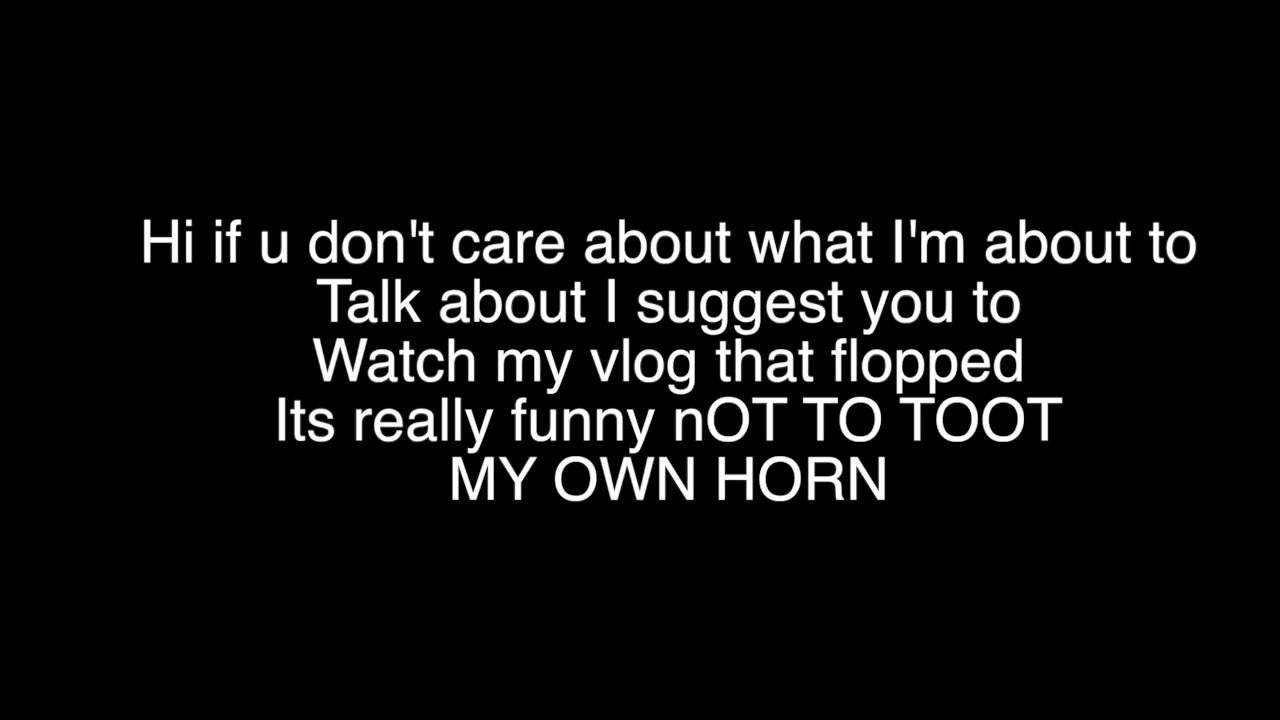 Hi if u don't care about what I'm about to
Talk about I suggest you to
Watch my vlog that flopped
Its really funny nOT TO TOOT
MY OWN HORN